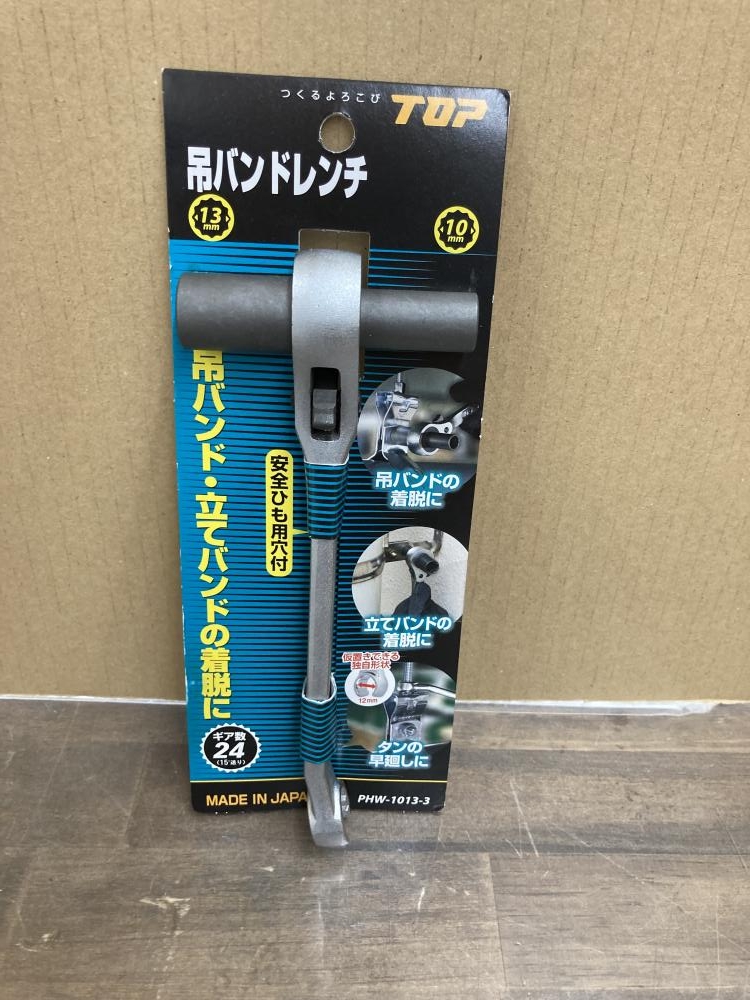 つくるよろこび TOP
吊バンドレンチ
13
mm
10
mm
吊バンド・立てバンドの着脱に
安全ひも用穴付
吊バンドの
着脱に
立てバンドの
着脱に
仮置きできる
独自形状
12mm
タンの
早廻しに
ギア数
24
(15°送り)
MADE IN JAPA
PHW-1013-3